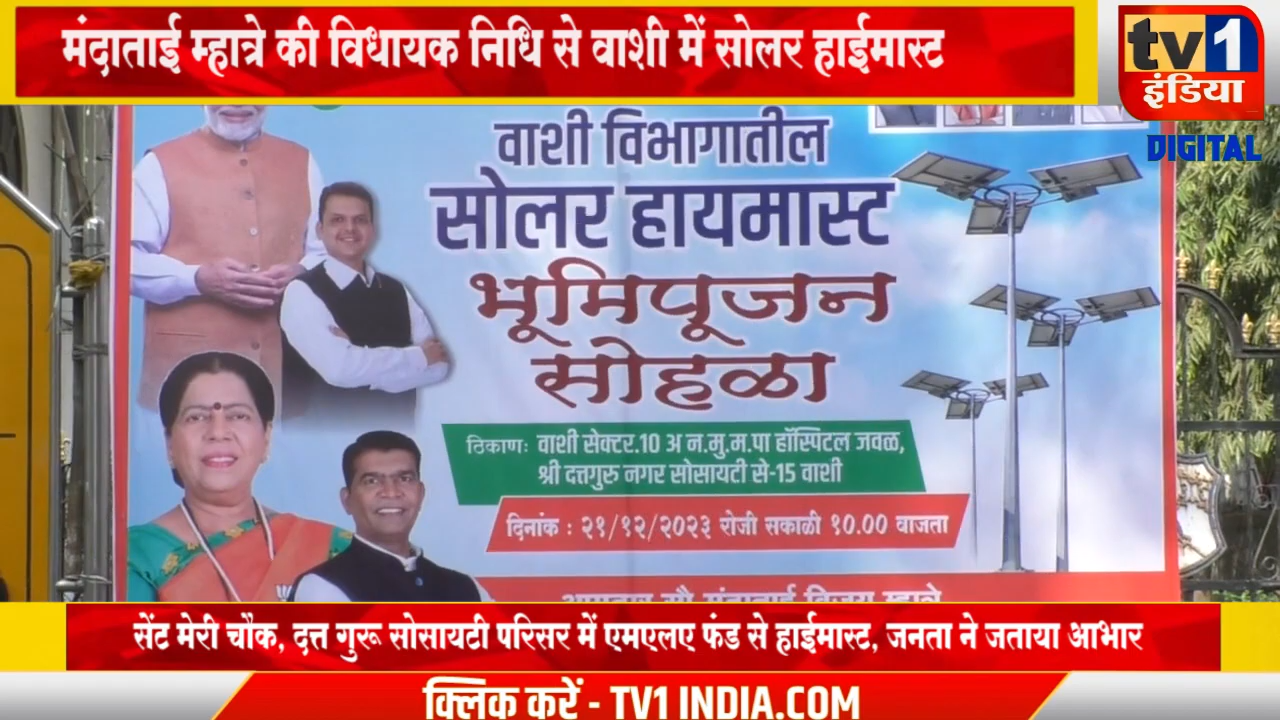 मंदाताई म्हात्रे की विधायक निधि से वाशी में सोलर हाईमास्ट
tv1
इंडिया
DIGITAL
वाशी विभागातील
सोलर हायमास्ट
भूमिपूजन
सोहळा
ठिकाण: वाशी सेक्टर.10 अ न.मु.म.पा हॉस्पिटल जवळ,
श्री दत्तगुरु नगर सोसायटी से-15 वाशी
दिनांक : २१/१२/२०२३ रोजी सकाळी १०.०० वाजता
आमदार सौ मंदाताई विजय म्हात्रे
सेंट मेरी चौक, दत्त गुरू सोसायटी परिसर में एमएलए फंड से हाईमास्ट, जनता ने जताया आभार
क्लिक करें - TV1 INDIA.COM